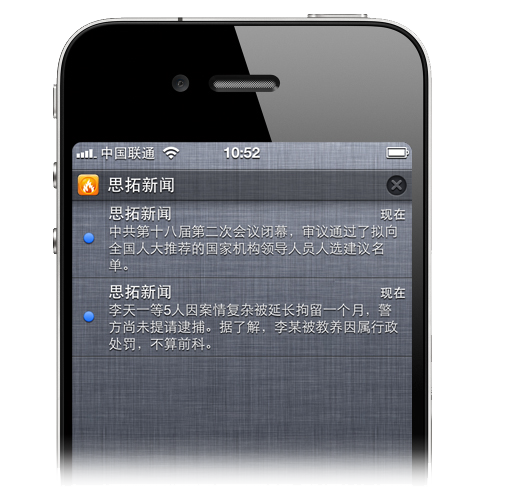 中国联通 10:52
思拓新闻
思拓新闻 现在
中共第十八届第二次会议闭幕，审议通过了拟向
全国人大推荐的国家机构领导人员人选建议名
单。
思拓新闻 现在
李天一等5人因案情复杂被延长拘留一个月，警
方尚未提请逮捕。据了解，李某被教养因属行政
处罚，不算前科。